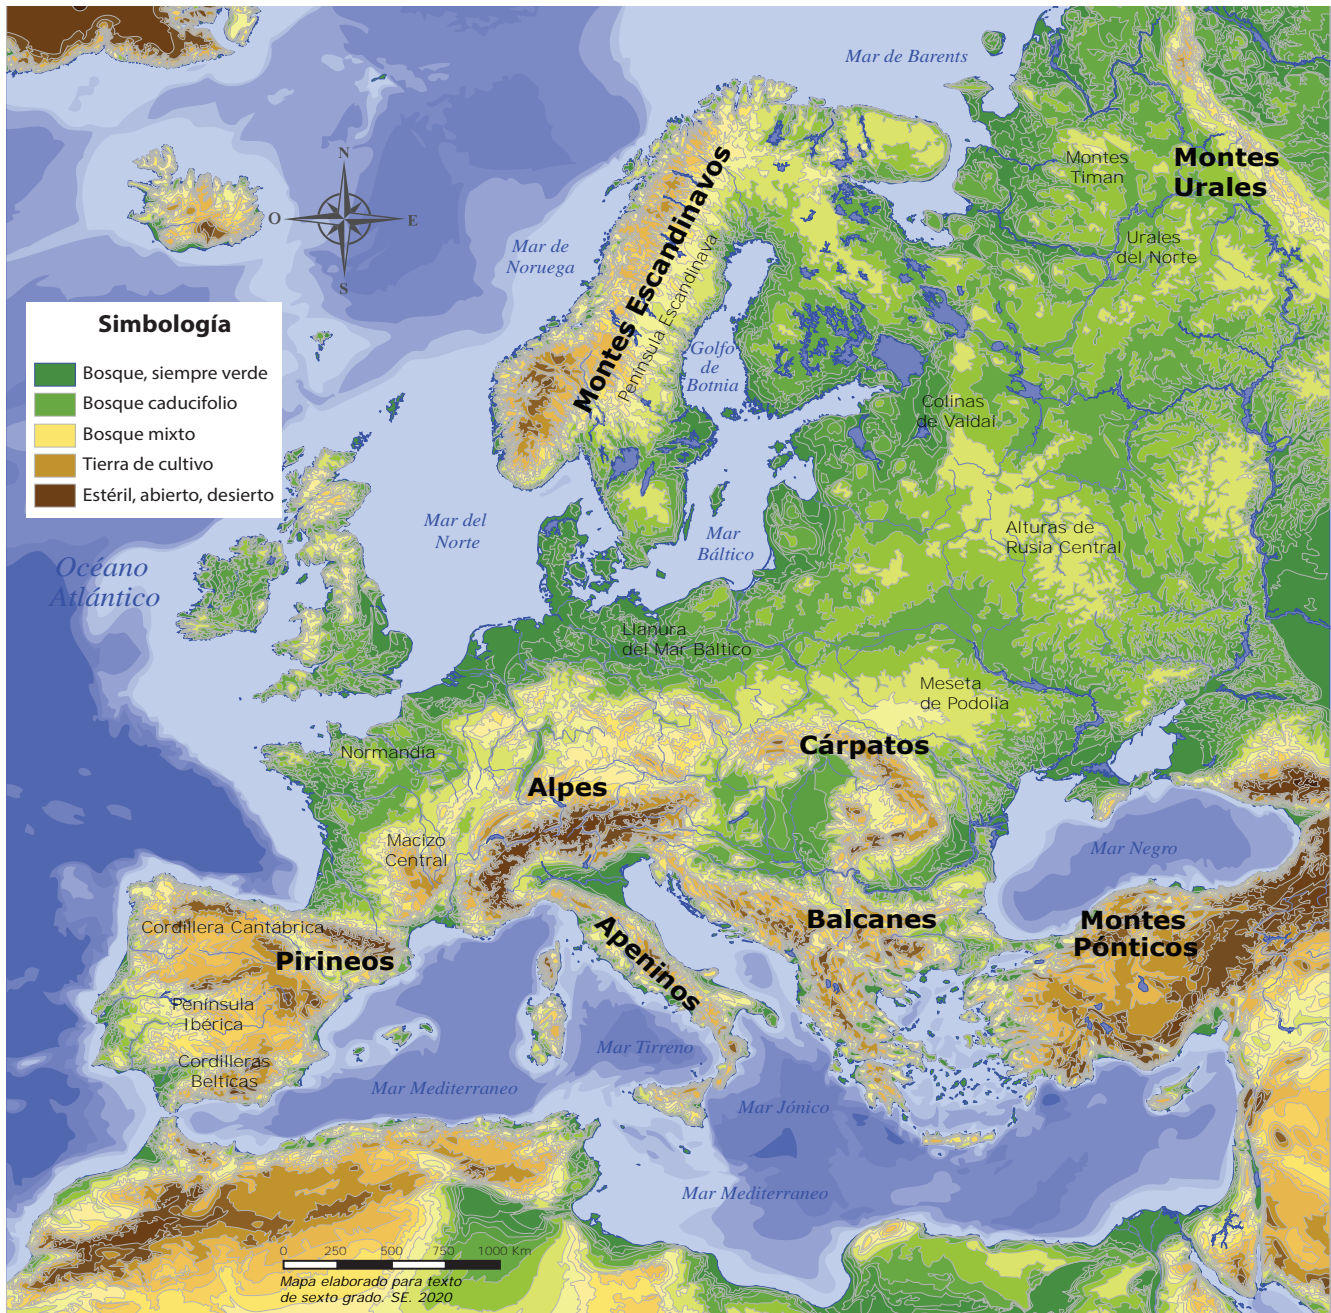 Mar de Barents
Montes
Timan
Montes
Urales
Urales
del Norte
N
O
E
S
Mar de
Noruega
Montes Escandinavos
Península Escandinava
Golfo
de
Botnia
Simbología
Bosque, siempre verde
Bosque caducifolio
Bosque mixto
Tierra de cultivo
Estéril, abierto, desierto
Colinas
de Valdai
Mar del
Norte
Mar
Báltico
Alturas de
Rusia Central
Océano
Atlántico
Llanura
del Mar Báltico
Meseta
de Podolia
Normandía
Cárpatos
Alpes
Macizo
Central
Mar Negro
Cordillera Cantábrica
Pirineos
Apeninos
Balcanes
Montes
Pónticos
Península
Ibérica
Cordilleras
Belticas
Mar Tirreno
Mar Mediterraneo
Mar Jónico
Mar Mediterraneo
0 250 500 750 1000 Km
Mapa elaborado para texto
de sexto grado. SE. 2020